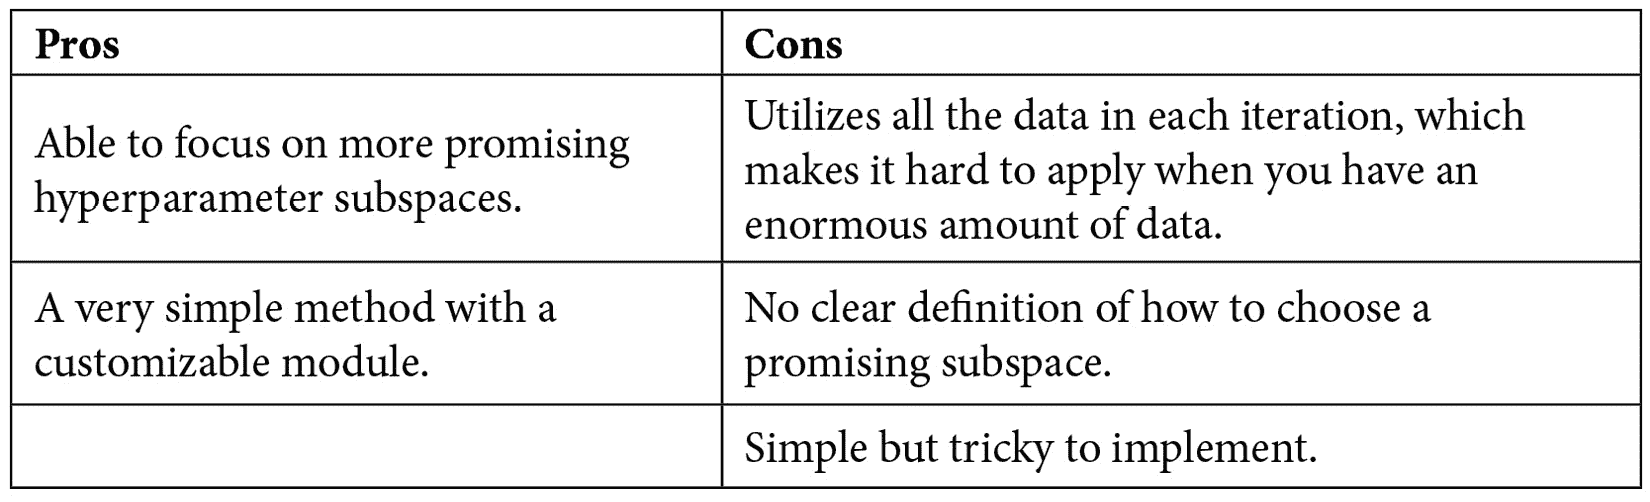 Pros
Cons
Able to focus on more promising
hyperparameter subspaces.
Utilizes all the data in each iteration, which
makes it hard to apply when you have an
enormous amount of data.
A very simple method with a
customizable module.
No clear definition of how to choose a
promising subspace.
Simple but tricky to implement.